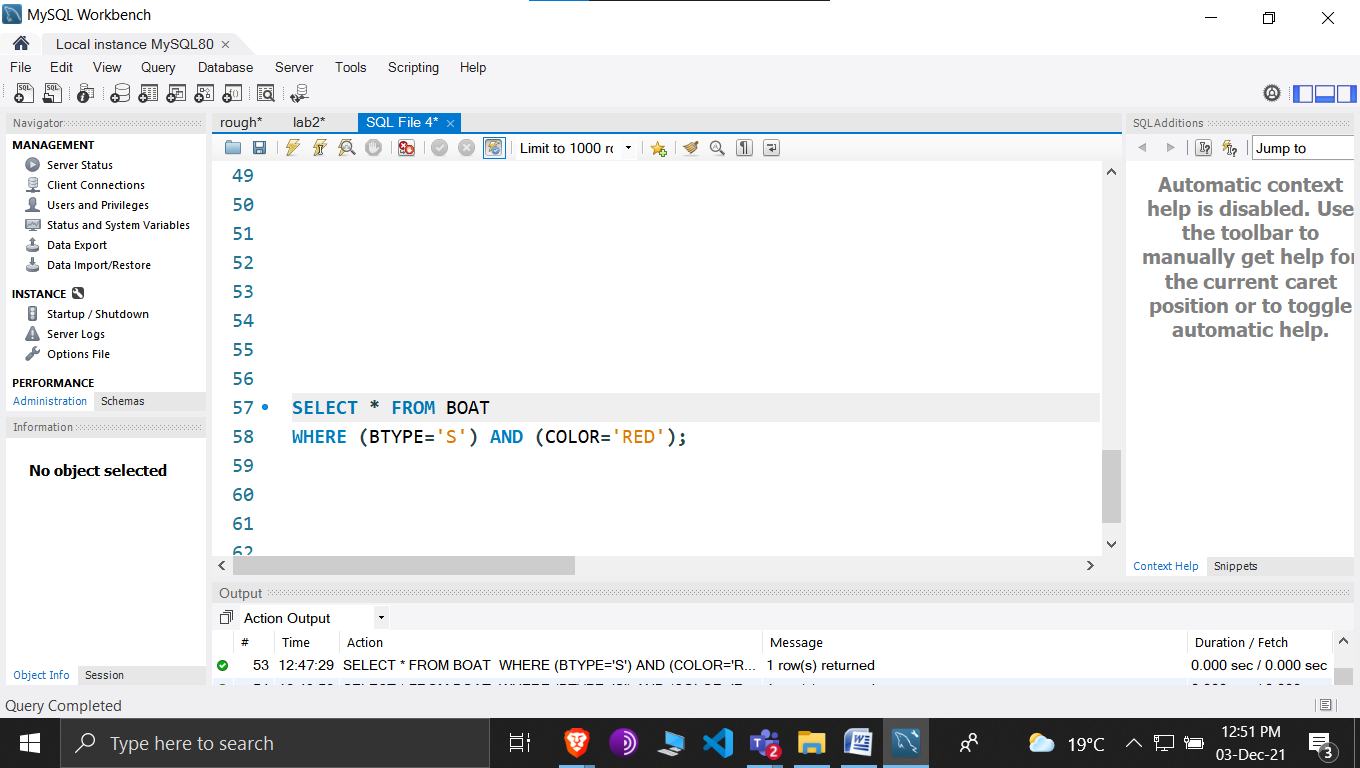 MySQL Workbench
Local instance MySQL80
File Edit View Query Database Server Tools Scripting Help
Navigator
MANAGEMENT
Server Status
Client Connections
Users and Privileges
Status and System Variables
Data Export
Data Import/Restore
INSTANCE
Startup / Shutdown
Server Logs
Options File
PERFORMANCE
Administration Schemas
Information
No object selected
Object Info Session
rough* lab2* SQL File 4*
Limit to 1000 rc
49
50
51
52
53
54
55
56
57 SELECT * FROM BOAT
58 WHERE (BTYPE='S') AND (COLOR='RED');
59
60
61
62
SQLAdditions
Jump to
Automatic context
help is disabled. Use
the toolbar to
manually get help for
the current caret
position or to toggle
automatic help.
Context Help Snippets
Output
Action Output
# Time Action Message Duration / Fetch
53 12:47:29 SELECT * FROM BOAT WHERE (BTYPE='S') AND (COLOR='R... 1 row(s) returned 0.000 sec / 0.000 sec
Query Completed
Type here to search
2
19°C
12:51 PM
03-Dec-21
3